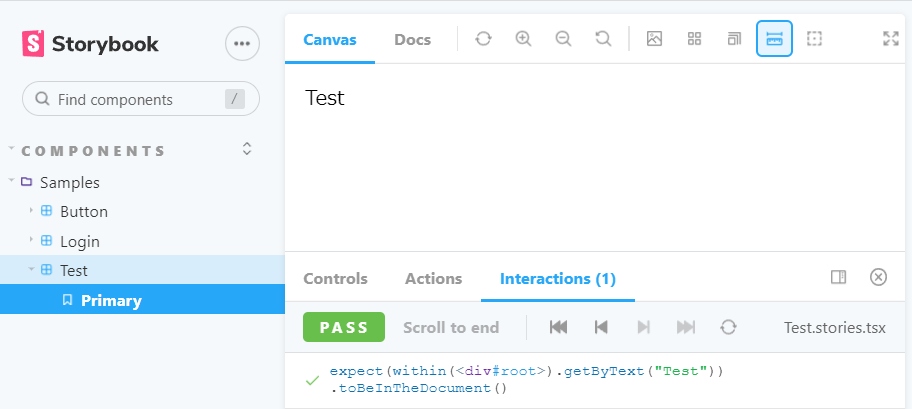 Storybook
Find components /
COMPONENTS
Samples
Button
Login
Test
Primary
Canvas Docs
Test
Controls Actions Interactions (1)
PASS Scroll to end Test.stories.tsx
expect(within(<div#root>).getByText("Test"))
.toBeInTheDocument()